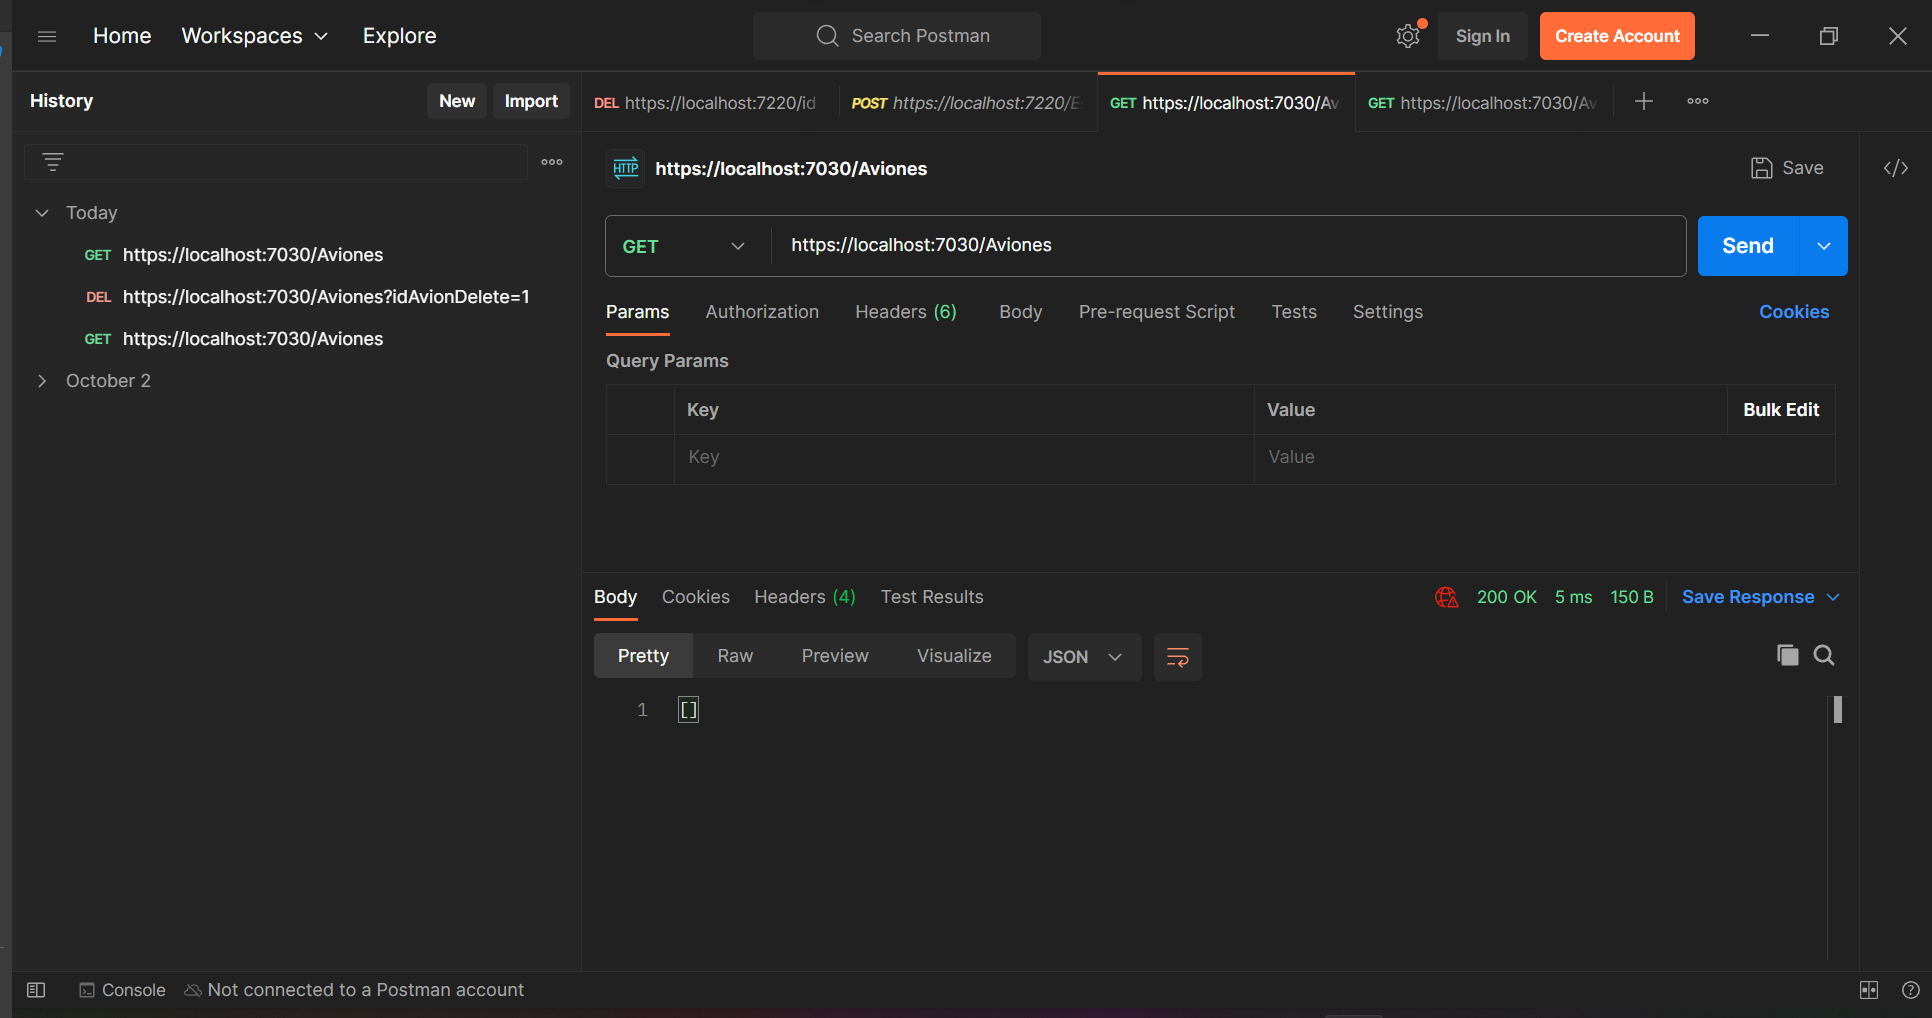 Home Workspaces Explore Search Postman Sign In Create Account
History New Import
DEL https://localhost:7220/id POST https://localhost:7220/E GET https://localhost:7030/Av GET https://localhost:7030/Av
HTTP https://localhost:7030/Aviones Save
Today
GET https://localhost:7030/Aviones
DEL https://localhost:7030/Aviones?idAvionDelete=1
GET https://localhost:7030/Aviones
October 2
GET https://localhost:7030/Aviones Send
Params Authorization Headers (6) Body Pre-request Script Tests Settings Cookies
Query Params
Key Value Bulk Edit
Key Value
Body Cookies Headers (4) Test Results 200 OK 5 ms 150 B Save Response
Pretty Raw Preview Visualize JSON
1 []
Console Not connected to a Postman account